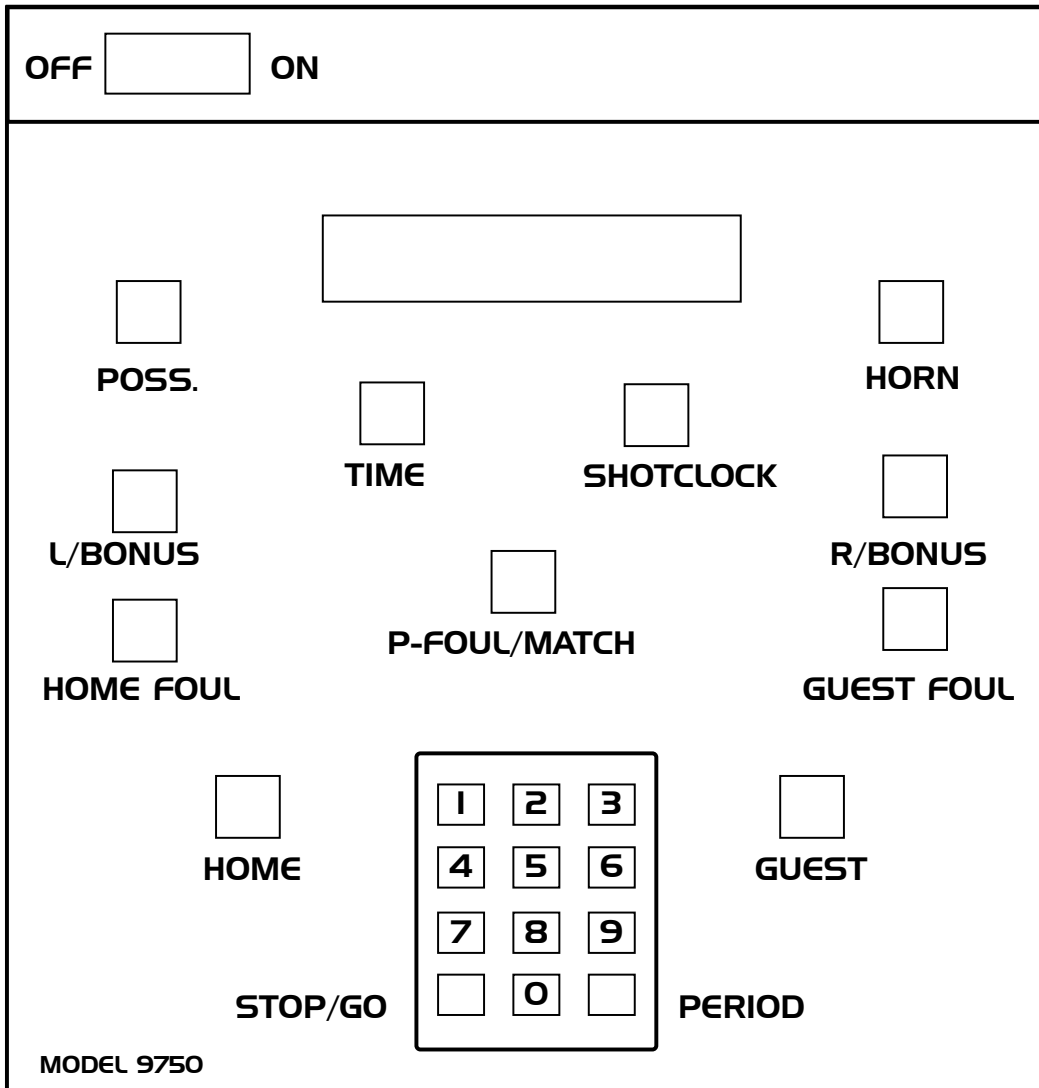 OFF ON
POSS.
HORN
TIME
SHOTCLOCK
L/BONUS
R/BONUS
P-FOUL/MATCH
HOME FOUL
GUEST FOUL
1 2 3
HOME
4 5 6
GUEST
7 8 9
STOP/GO
0
PERIOD
MODEL 9750